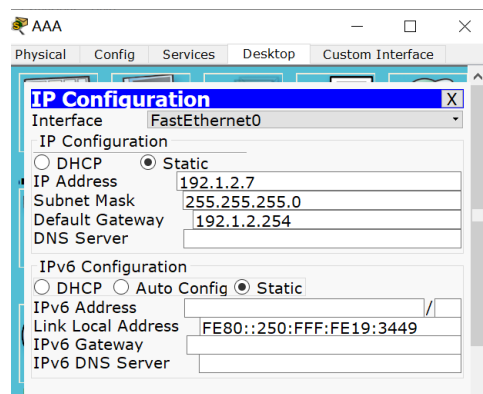 AAA
Physical Config Services Desktop Custom Interface
IP Configuration X
Interface FastEthernet0
IP Configuration
DHCP Static
IP Address 192.1.2.7
Subnet Mask 255.255.255.0
Default Gateway 192.1.2.254
DNS Server
IPv6 Configuration
DHCP Auto Config Static
IPv6 Address /
Link Local Address FE80::250:FFF:FE19:3449
IPv6 Gateway
IPv6 DNS Server